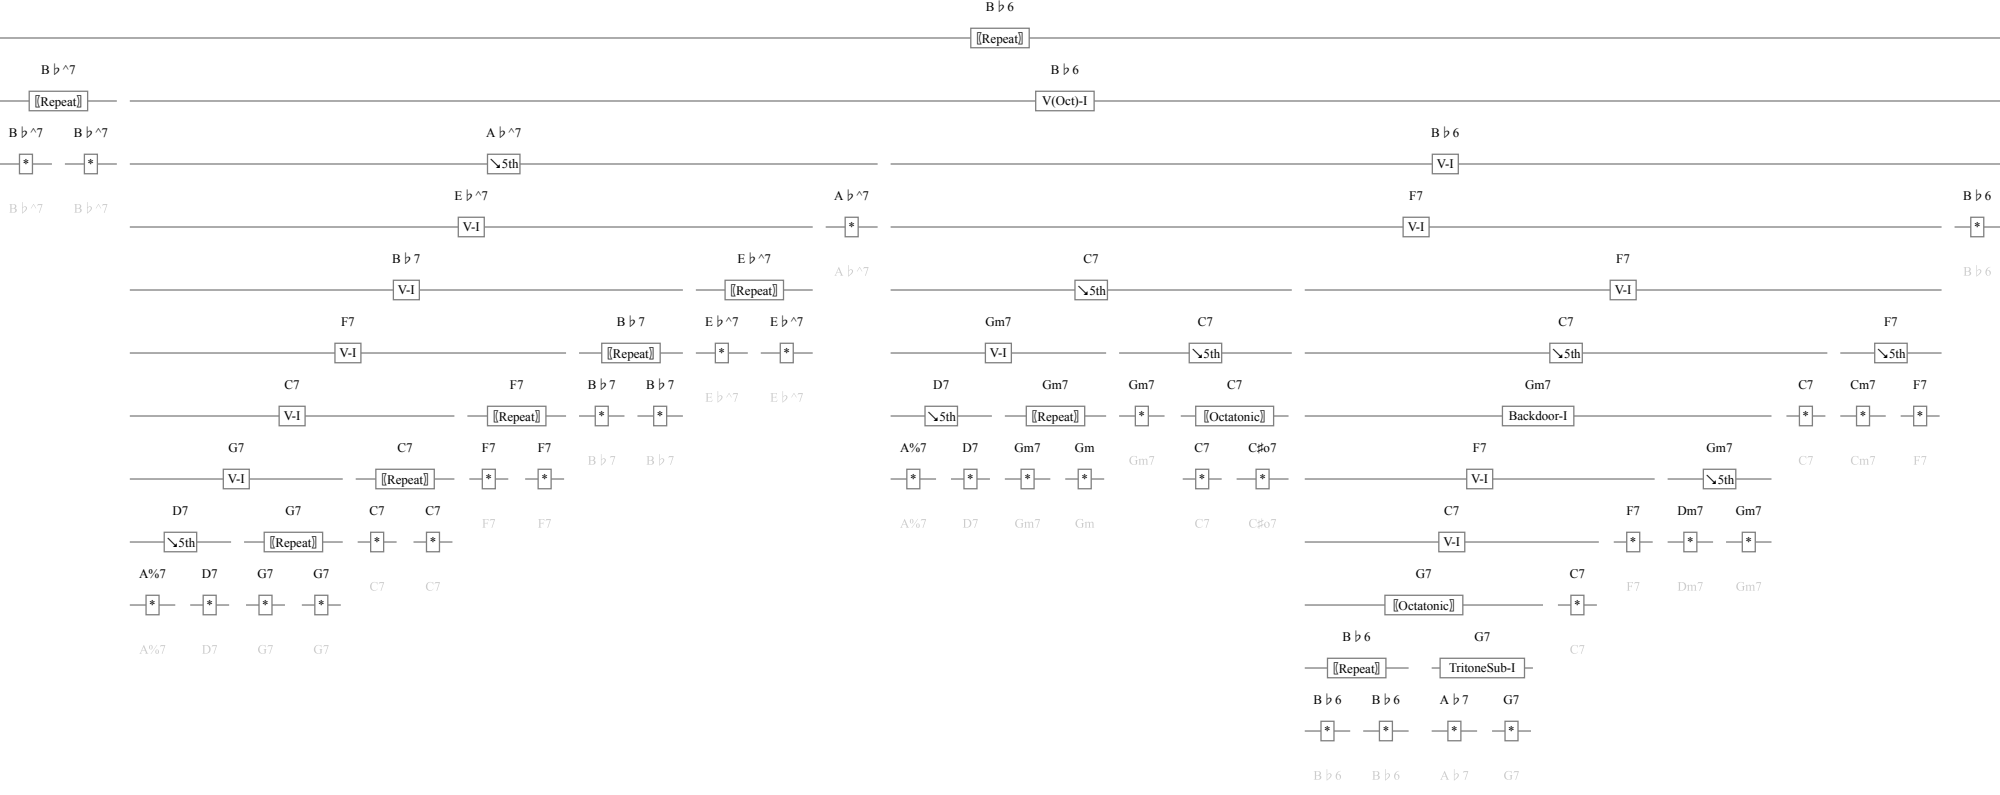 B♭6
⟦Repeat⟧
B♭^7 B♭6
⟦Repeat⟧ V(Oct)-I
B♭^7 B♭^7 A♭^7 B♭6
* * ↘5th V-I
B♭^7 B♭^7 E♭^7 A♭^7 F7 B♭6
V-I * V-I *
B♭7 E♭^7 A♭^7 C7 F7 B♭6
V-I ⟦Repeat⟧ ↘5th V-I
F7 B♭7 E♭^7 E♭^7 Gm7 C7 C7 F7
V-I ⟦Repeat⟧ * * V-I ↘5th ↘5th ↘5th
C7 F7 B♭7 B♭7 E♭^7 E♭^7 D7 Gm7 Gm7 C7 Gm7 C7 Cm7 F7
V-I ⟦Repeat⟧ * * ↘5th ⟦Repeat⟧ * ⟦Octatonic⟧ Backdoor-I * * *
G7 C7 F7 F7 B♭7 B♭7 A%7 D7 Gm7 Gm Gm7 C7 C♯o7 F7 Gm7 C7 Cm7 F7
V-I ⟦Repeat⟧ * * * * * * * * V-I ↘5th
D7 G7 C7 C7 F7 F7 A%7 D7 Gm7 Gm C7 C♯o7 C7 F7 Dm7 Gm7
↘5th ⟦Repeat⟧ * * V-I * * *
A%7 D7 G7 G7 C7 C7 G7 C7 F7 Dm7 Gm7
* * * * ⟦Octatonic⟧ *
A%7 D7 G7 G7 B♭6 G7 C7
⟦Repeat⟧ TritoneSub-I
B♭6 B♭6 A♭7 G7
* * * *
B♭6 B♭6 A♭7 G7